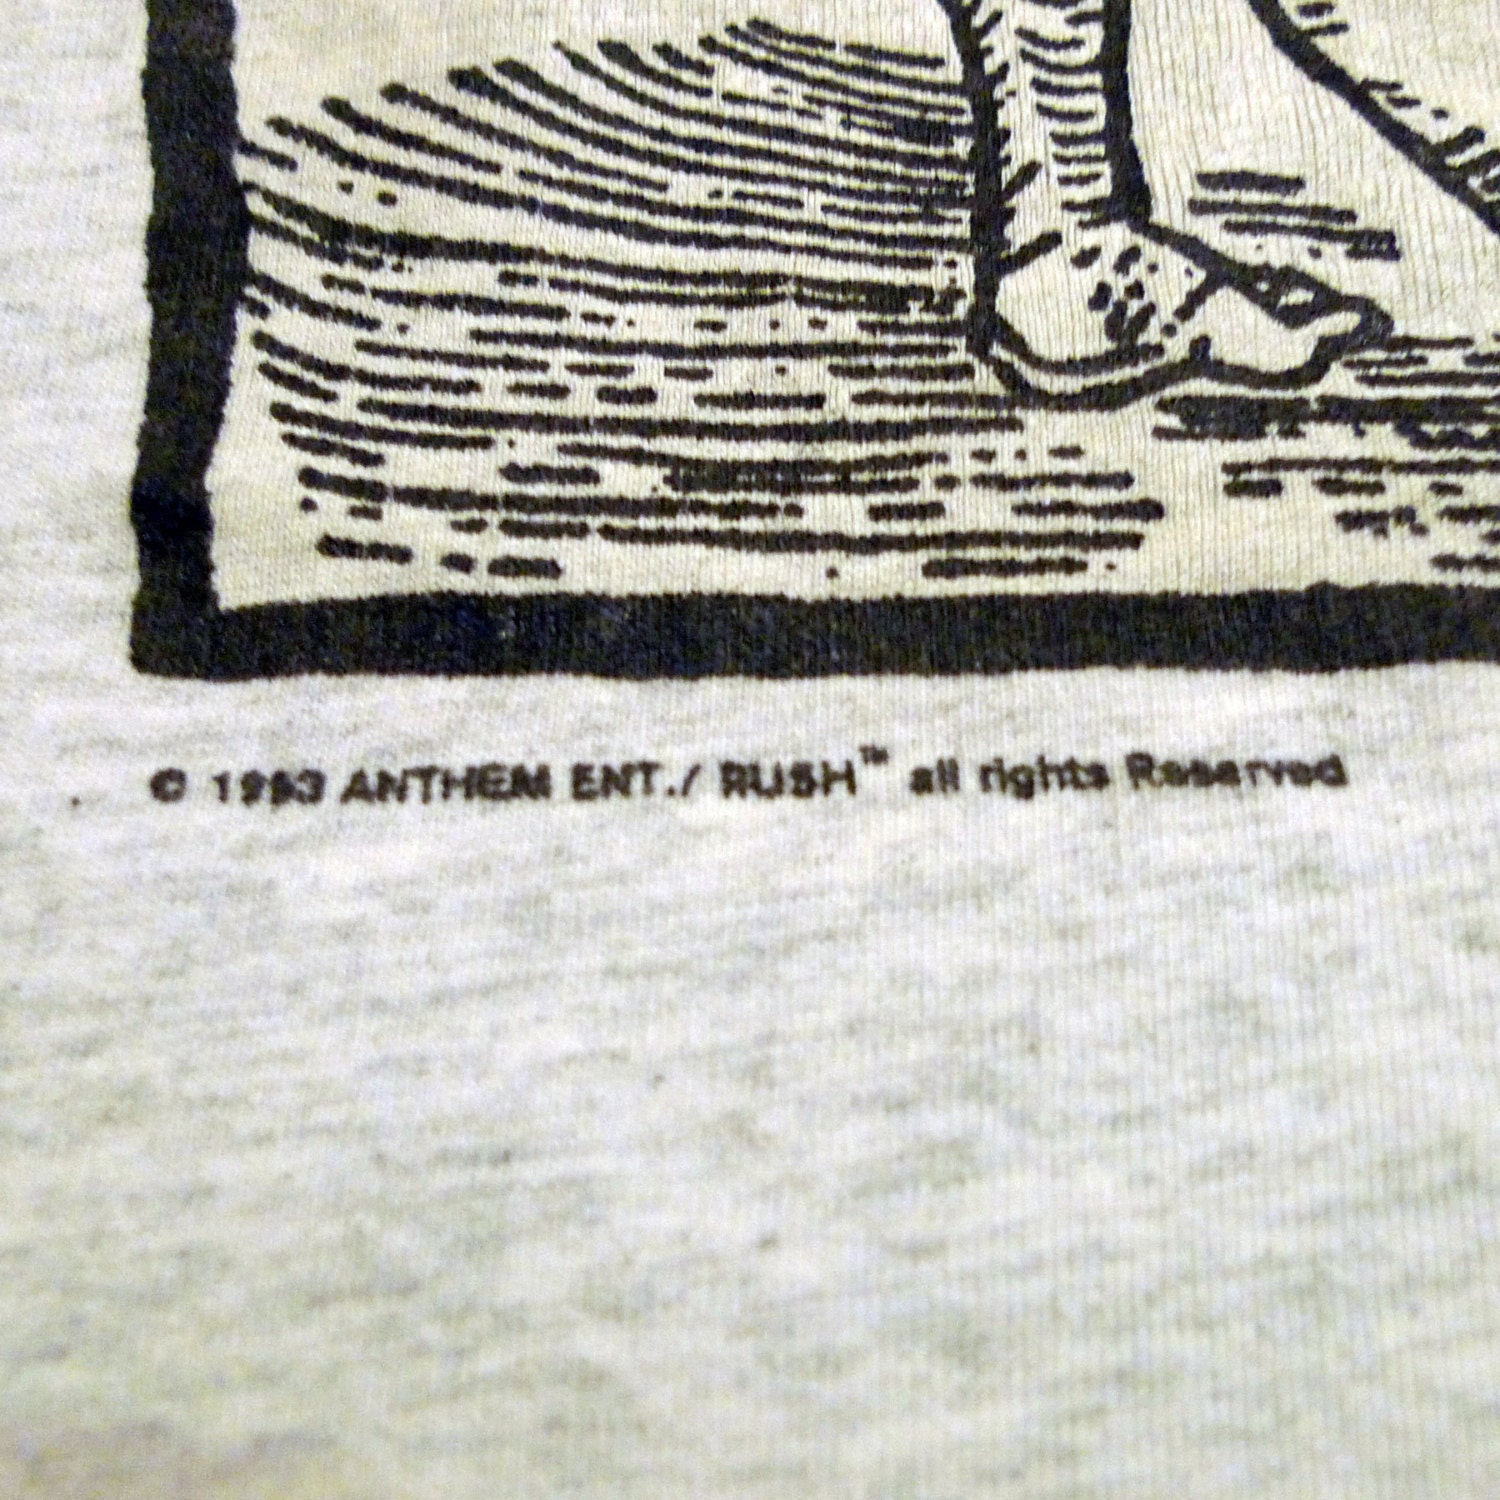 © 1993 ANTHEM ENT./ RUSH™ all rights Reserved